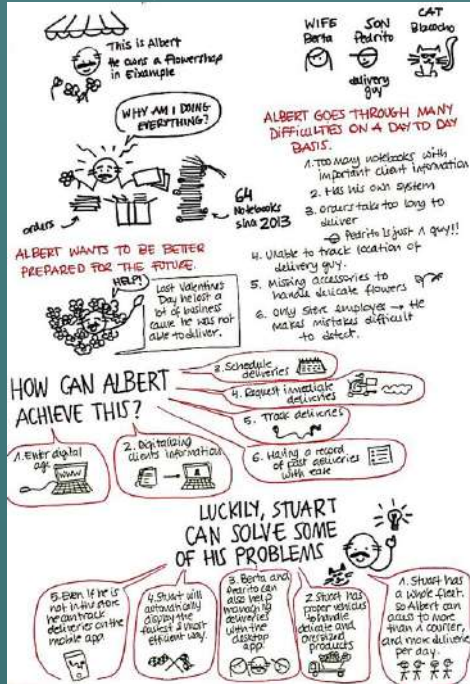 This is Albert
He owns a flowershop
in Eixample
WIFE
Berta
SON
Pedrito
delivery
guy
CAT
WHY AM I DOING
EVERYTHING?
orders
64
Notebooks
since 2013
ALBERT WANTS TO BE BETTER
PREPARED FOR THE FUTURE.
HELP!
Last Valentine's
Day he lost a
lot of business
cause he was not
able to deliver.
ALBERT GOES THROUGH MANY
DIFFICULTIES ON A DAY TO DAY
BASIS.
1. Too many notebooks with
important client information
2. Has his own system
3. Orders take too long to
deliver
Pedrito is just 1 guy!!
4. Unable to track location of
delivery guy.
5. Missing accessories to
handle delicate flowers
6. Only store employee → He
makes mistakes difficult
to detect.
HOW CAN ALBERT
ACHIEVE THIS?
1. Enter digital
age
WWW
2. Digitalizing
clients information
3. Schedule
deliveries
4. Request inmediate
deliveries
5. Track deliveries
6. Having a record
of past deliveries
with ease
LUCKILY, STUART
CAN SOLVE SOME
OF HIS PROBLEMS
1. Stuart has
a whole fleet.
so Albert can
access to more
than 1 courier,
and more deliveries
per day.
2. Stuart has
proper vehicles
to handle
delicate and
oversized
products
3. Berta and
Pedrito can
also help
managing
deliveries
with the
desktop
app.
4. Stuart will
automatically
display the
fastest & most
efficient way.
5. Even if he is
not in the store
he can track
deliveries on the
mobile app